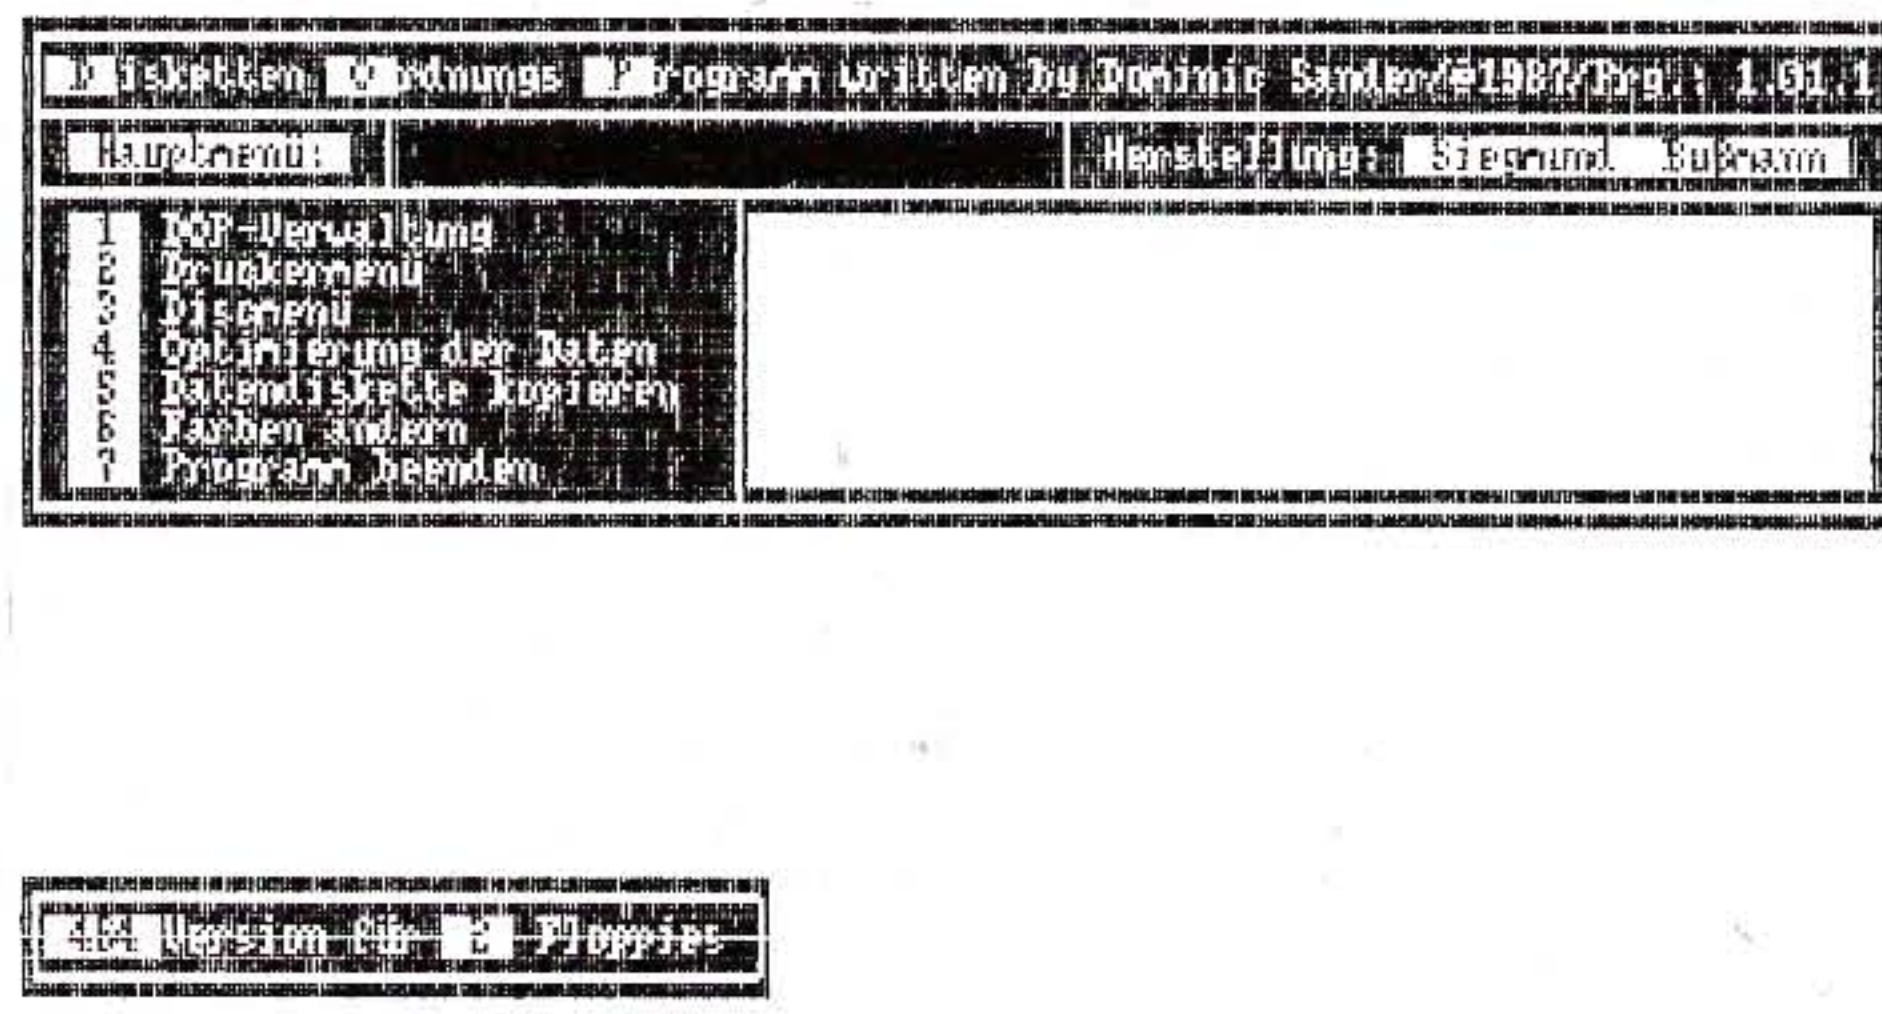 Disketten Ordnungs Programm written by Dominic Sander/©1987/Prg.: 1.01.1
Hauptmenü: Herstellung: Siegmund
1 DOP-Verwaltung
2 Druckermenü
3 Discmenü
4 Optimierung der Daten
5 Datendiskette kopieren
6 Farben ändern
7 Programm beenden
Version für 2 Floppies